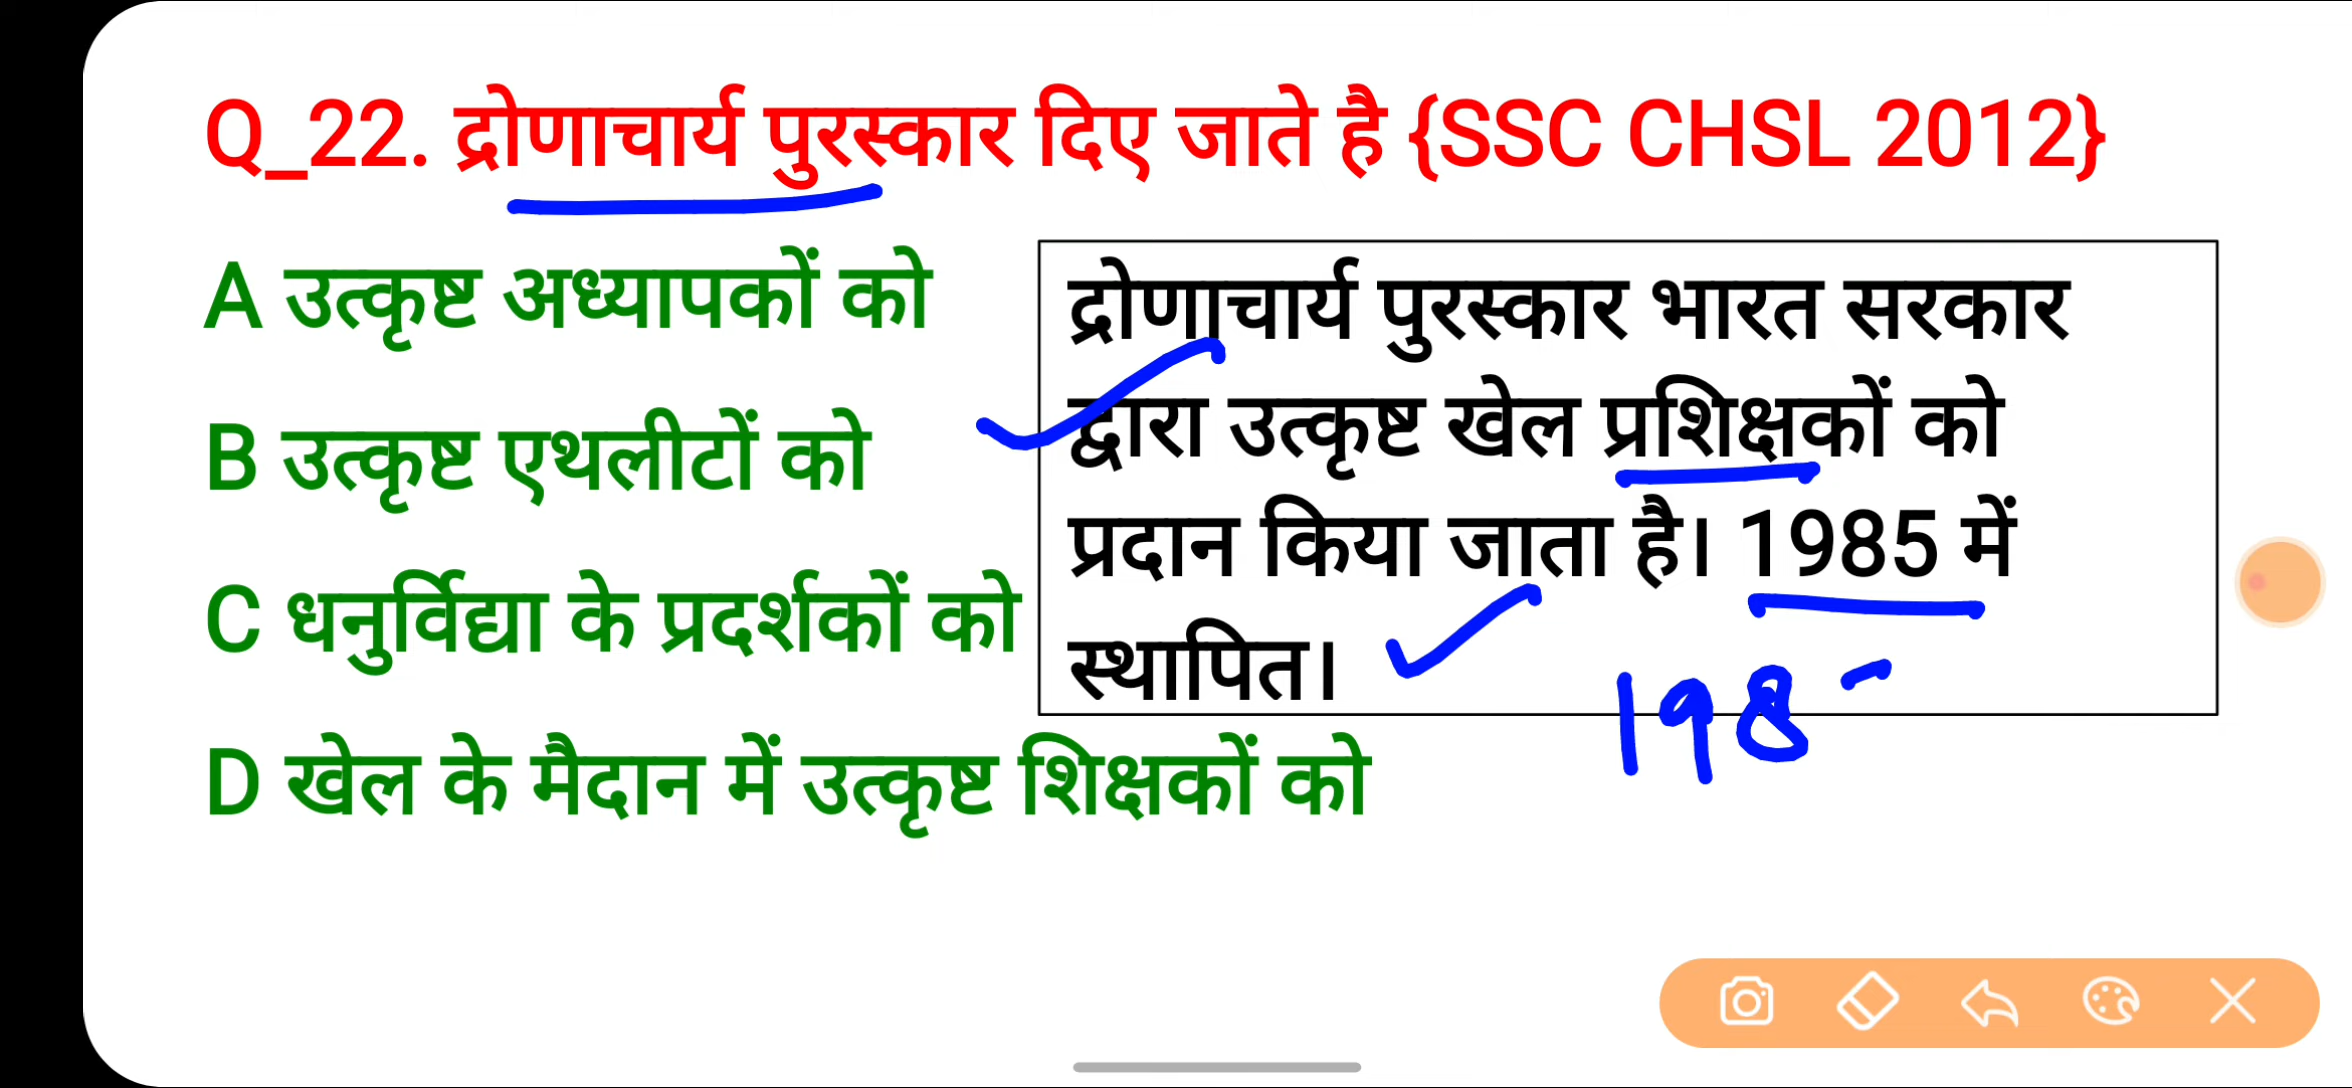 Q_22. द्रोणाचार्य पुरस्कार दिए जाते है {SSC CHSL 2012}
A उत्कृष्ट अध्यापकों को
B उत्कृष्ट एथलीटों को
C धनुर्विद्या के प्रदर्शकों को
D खेल के मैदान में उत्कृष्ट शिक्षकों को
द्रोणाचार्य पुरस्कार भारत सरकार
द्वारा उत्कृष्ट खेल प्रशिक्षकों को
प्रदान किया जाता है। 1985 में
स्थापित।
198